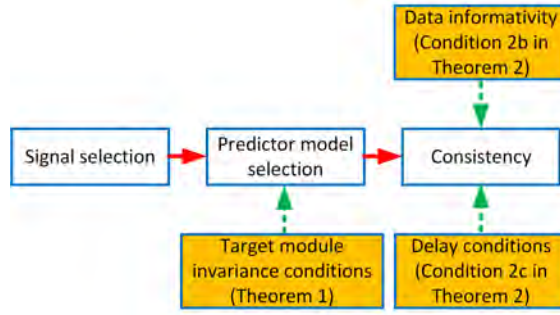 Data informativity
(Condition 2b in
Theorem 2)
Signal selection
Predictor model
selection
Consistency
Target module
invariance conditions
(Theorem 1)
Delay conditions
(Condition 2c in
Theorem 2)